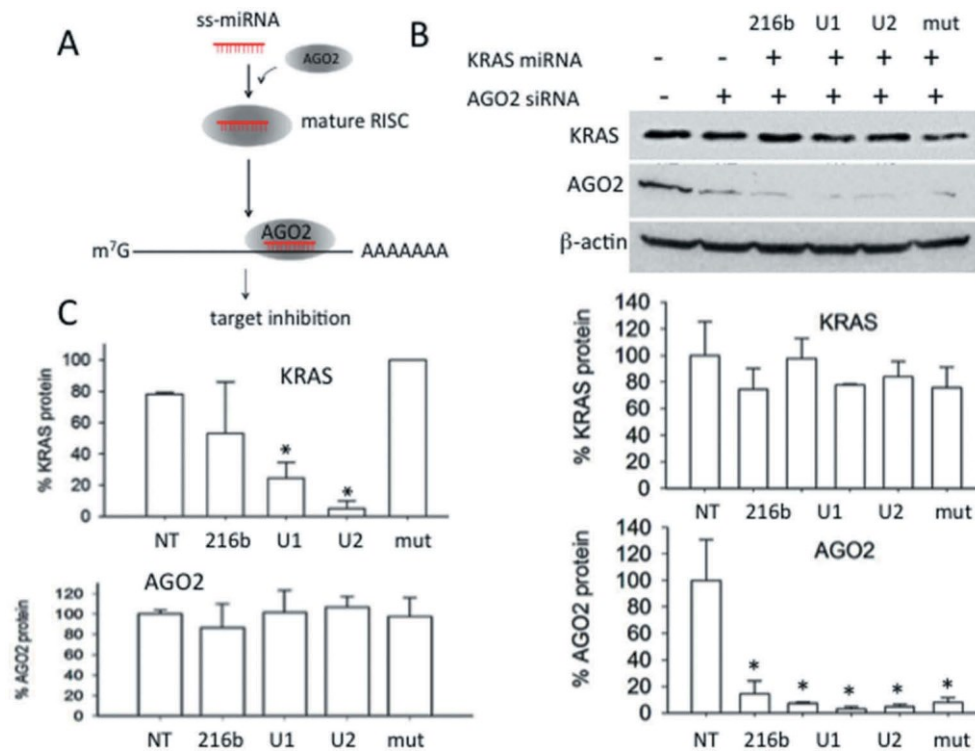 A
ss-miRNA
AGO2
mature RISC
AGO2
m⁷G AAAAAAA
target inhibition
B
216b U1 U2 mut
KRAS miRNA - - + + + +
AGO2 siRNA - + + + + +
KRAS
AGO2
β-actin
C
KRAS
% KRAS protein
100
80
60
40
20
0
NT 216b U1 U2 mut
* *
AGO2
% AGO2 protein
120
100
80
60
40
20
0
NT 216b U1 U2 mut
KRAS
% KRAS protein
140
120
100
80
60
40
20
0
NT 216b U1 U2 mut
AGO2
% AGO2 protein
140
120
100
80
60
40
20
0
* * * * *
NT 216b U1 U2 mut